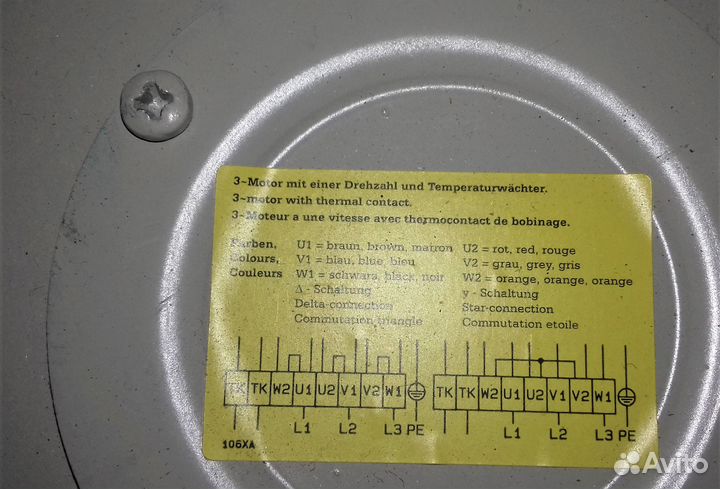 3~Motor mit einer Drehzahl und Temperaturwächter.
3~motor with thermal contact.
3~Moteur a une vitesse avec thermocontact de bobinage.
Farben, U1 = braun, brown, marron U2 = rot, red, rouge
Colours, V1 = blau, blue, bleu V2 = grau, grey, gris
Couleurs W1 = schwarz, black, noir W2 = orange, orange, orange
Δ - Schaltung y - Schaltung
Delta-connection Star-connection
Commutation triangle Commutation etoile
TK TK W2 U1 U2 V1 V2 W1 TK TK W2 U1 U2 V1 V2 W1
L1 L2 L3 PE L1 L2 L3 PE
106XA
Avito